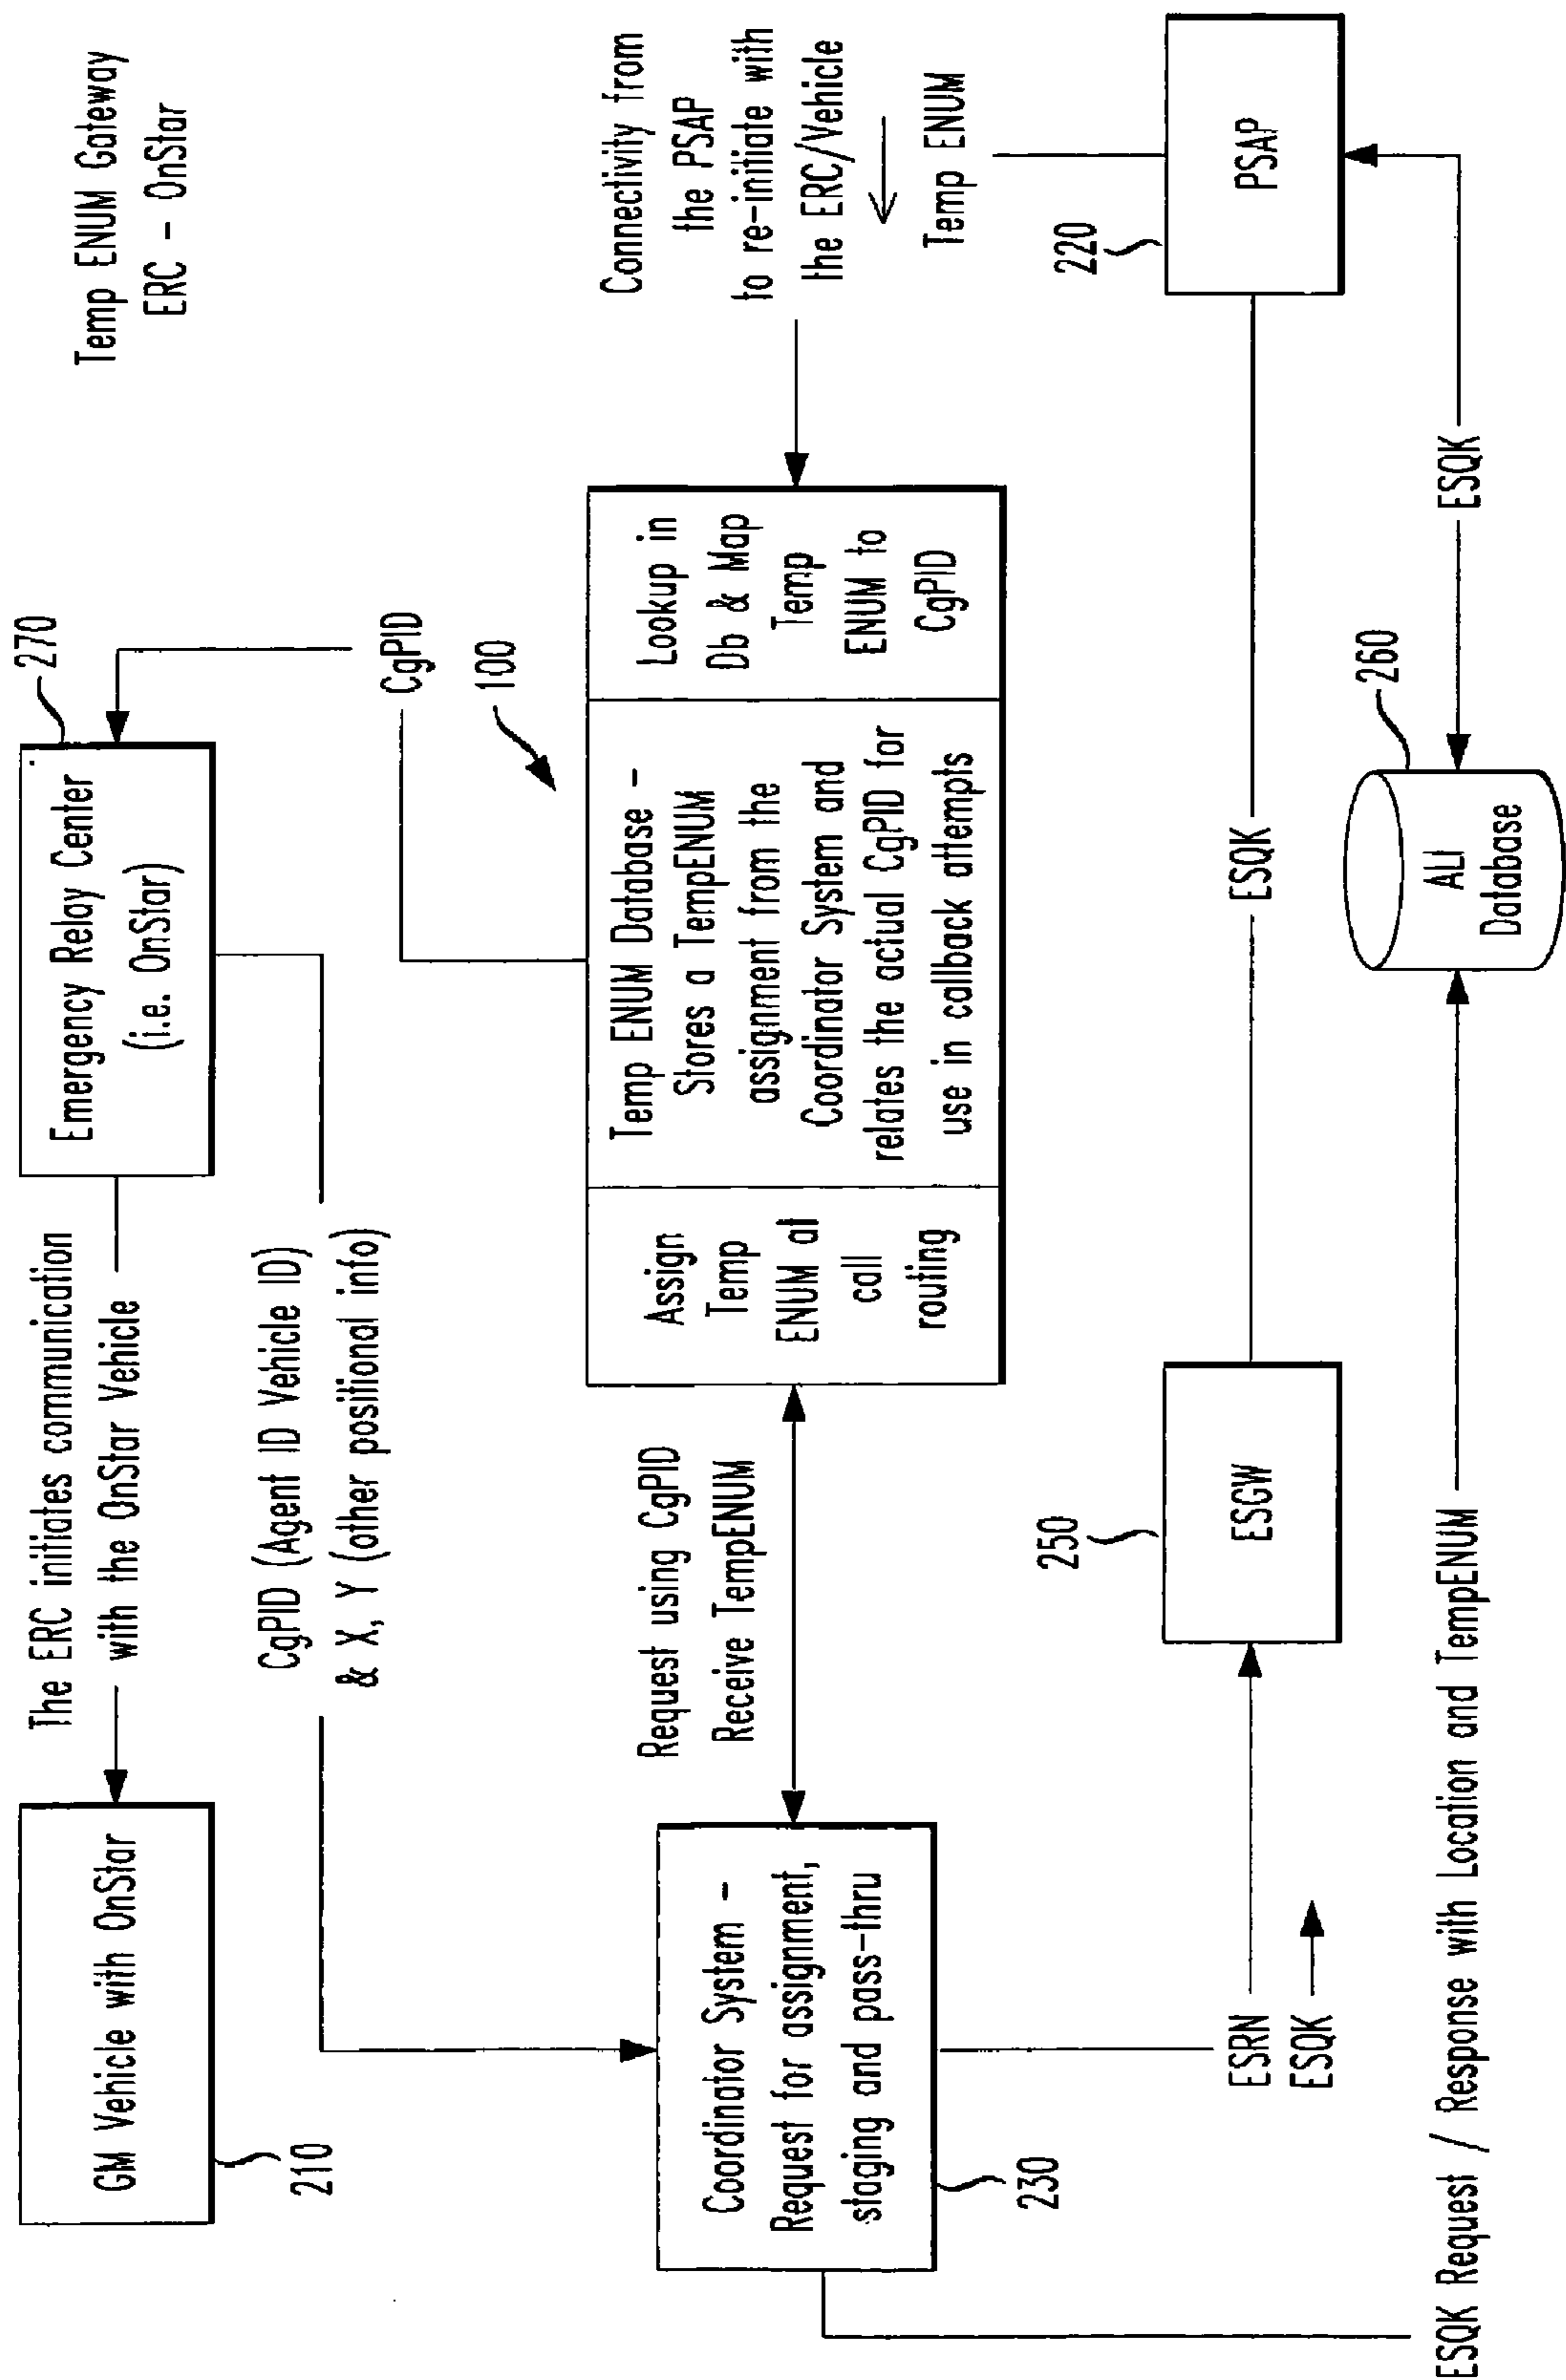 Temp ENUM Gateway
ERC - OnStar
GM Vehicle with OnStar
210
The ERC initiates communication
with the OnStar Vehicle
Emergency Relay Center
(i.e. OnStar)
270
CgPID (Agent ID Vehicle ID)
& X, Y (other positional info)
CgPID
100
Coordinator System -
Request for assignment,
staging and pass-thru
230
Request using CgPID
Receive TempENUM
Assign
Temp
ENUM at
call
routing
Temp ENUM Database -
Stores a TempENUM
assignment from the
Coordinator System and
relates the actual CgPID for
use in callback attempts
Lookup in
Db & Map
Temp
ENUM to
CgPID
Connectivity from
the PSAP
to re-initiate with
the ERC/Vehicle
Temp ENUM
ESRN
ESQK
250
ESGW
ESQK
220
PSAP
ESQK Request / Response with Location and TempENUM
260
ALI
Database
ESQK